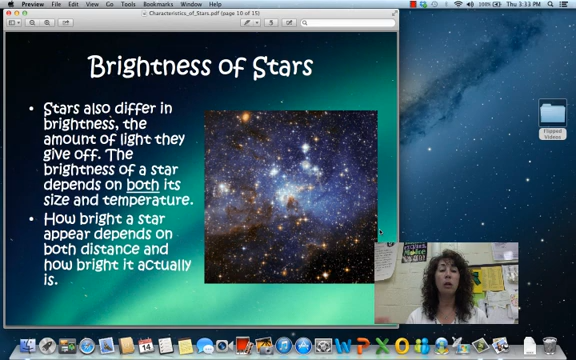 Preview File Edit View Go Tools Bookmarks Window Help
100% Thu 3:33 PM
Characteristics_of_Stars.pdf (page 10 of 15)
Brightness of Stars
• Stars also differ in
brightness, the
amount of light they
give off. The
brightness of a star
depends on both its
size and temperature.
• How bright a star
appear depends on
both distance and
how bright it actually
is.
Flipped
Videos